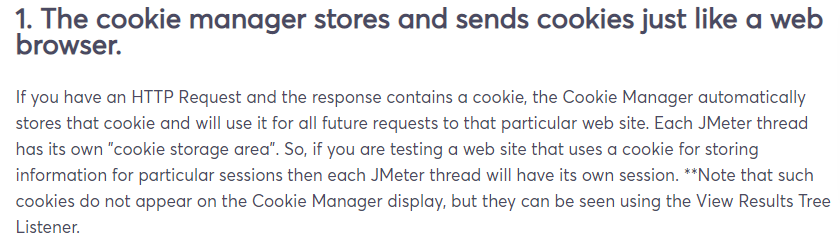 1. The cookie manager stores and sends cookies just like a web
browser.
If you have an HTTP Request and the response contains a cookie, the Cookie Manager automatically
stores that cookie and will use it for all future requests to that particular web site. Each JMeter thread
has its own "cookie storage area". So, if you are testing a web site that uses a cookie for storing
information for particular sessions then each JMeter thread will have its own session. **Note that such
cookies do not appear on the Cookie Manager display, but they can be seen using the View Results Tree
Listener.